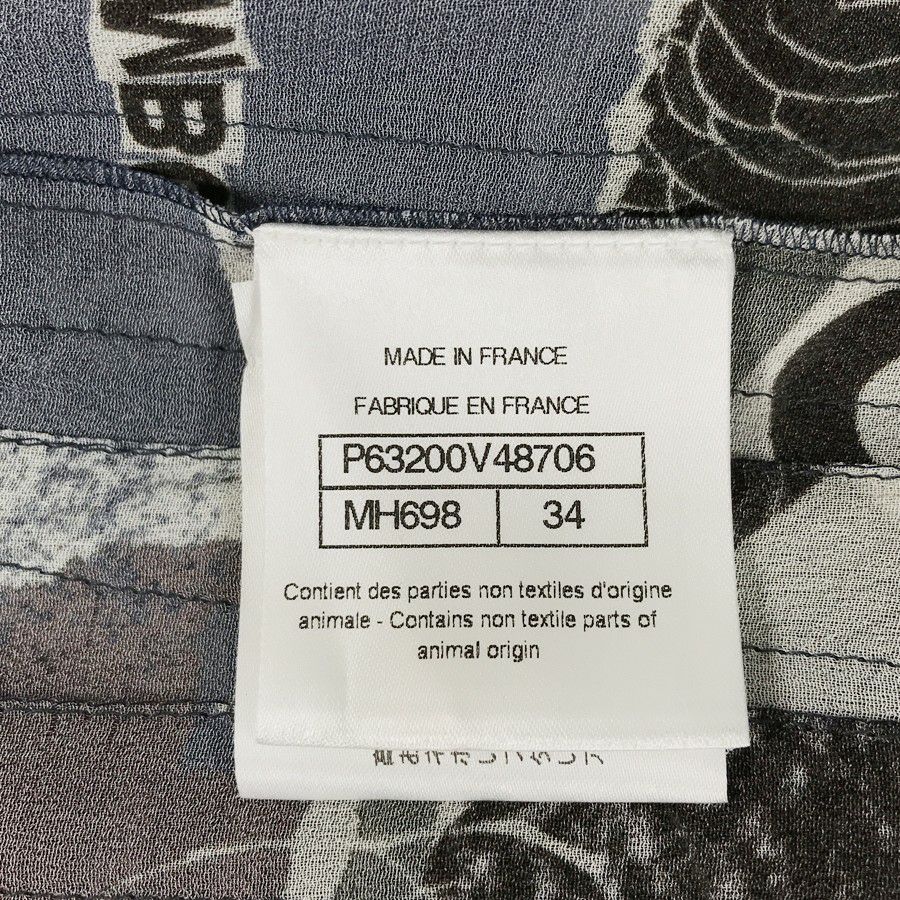 WB
MADE IN FRANCE
FABRIQUE EN FRANCE
P63200V48706
MH698 34
Contient des parties non textiles d'origine
animale - Contains non textile parts of
animal origin